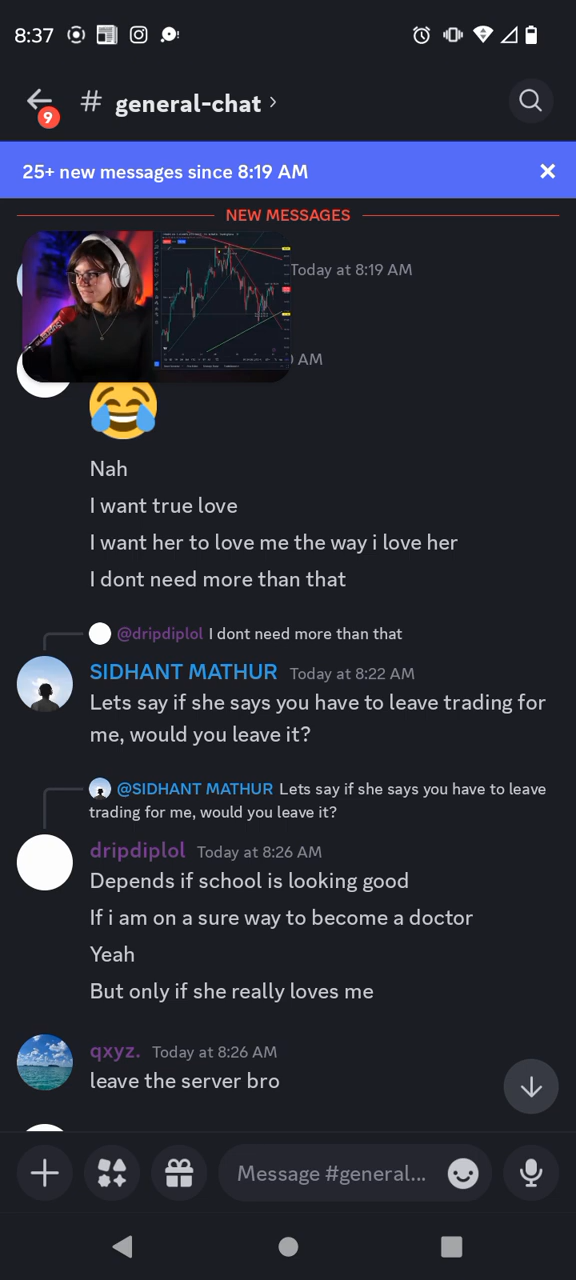 8:37
9
# general-chat ›
25+ new messages since 8:19 AM
NEW MESSAGES
Today at 8:19 AM
AM
Nah
I want true love
I want her to love me the way i love her
I dont need more than that
@dripdiplol I dont need more than that
SIDHANT MATHUR Today at 8:22 AM
Lets say if she says you have to leave trading for
me, would you leave it?
@SIDHANT MATHUR Lets say if she says you have to leave
trading for me, would you leave it?
dripdiplol Today at 8:26 AM
Depends if school is looking good
If i am on a sure way to become a doctor
Yeah
But only if she really loves me
qxyz. Today at 8:26 AM
leave the server bro
Message #general...